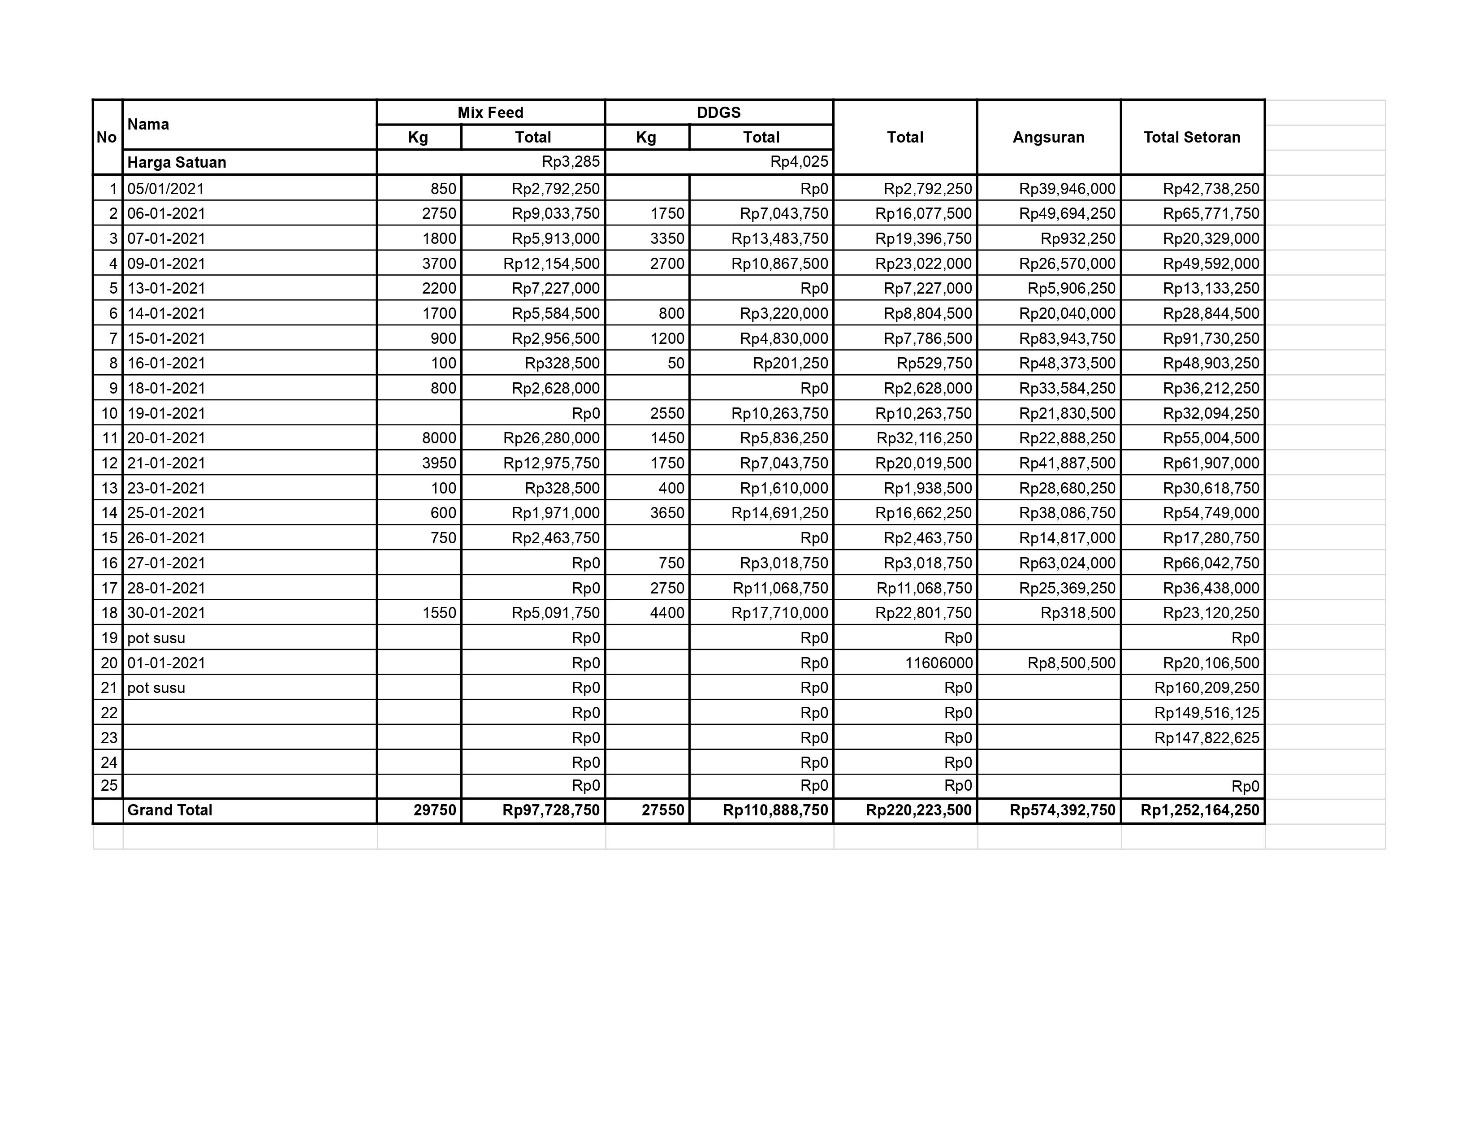 No Nama Mix Feed DDGS Total Angsuran Total Setoran
Kg Total Kg Total
Harga Satuan Rp3,285 Rp4,025
1 05/01/2021 850 Rp2,792,250 Rp0 Rp2,792,250 Rp39,946,000 Rp42,738,250
2 06-01-2021 2750 Rp9,033,750 1750 Rp7,043,750 Rp16,077,500 Rp49,694,250 Rp65,771,750
3 07-01-2021 1800 Rp5,913,000 3350 Rp13,483,750 Rp19,396,750 Rp932,250 Rp20,329,000
4 09-01-2021 3700 Rp12,154,500 2700 Rp10,867,500 Rp23,022,000 Rp26,570,000 Rp49,592,000
5 13-01-2021 2200 Rp7,227,000 Rp0 Rp7,227,000 Rp5,906,250 Rp13,133,250
6 14-01-2021 1700 Rp5,584,500 800 Rp3,220,000 Rp8,804,500 Rp20,040,000 Rp28,844,500
7 15-01-2021 900 Rp2,956,500 1200 Rp4,830,000 Rp7,786,500 Rp83,943,750 Rp91,730,250
8 16-01-2021 100 Rp328,500 50 Rp201,250 Rp529,750 Rp48,373,500 Rp48,903,250
9 18-01-2021 800 Rp2,628,000 Rp0 Rp2,628,000 Rp33,584,250 Rp36,212,250
10 19-01-2021 Rp0 2550 Rp10,263,750 Rp10,263,750 Rp21,830,500 Rp32,094,250
11 20-01-2021 8000 Rp26,280,000 1450 Rp5,836,250 Rp32,116,250 Rp22,888,250 Rp55,004,500
12 21-01-2021 3950 Rp12,975,750 1750 Rp7,043,750 Rp20,019,500 Rp41,887,500 Rp61,907,000
13 23-01-2021 100 Rp328,500 400 Rp1,610,000 Rp1,938,500 Rp28,680,250 Rp30,618,750
14 25-01-2021 600 Rp1,971,000 3650 Rp14,691,250 Rp16,662,250 Rp38,086,750 Rp54,749,000
15 26-01-2021 750 Rp2,463,750 Rp0 Rp2,463,750 Rp14,817,000 Rp17,280,750
16 27-01-2021 Rp0 750 Rp3,018,750 Rp3,018,750 Rp63,024,000 Rp66,042,750
17 28-01-2021 Rp0 2750 Rp11,068,750 Rp11,068,750 Rp25,369,250 Rp36,438,000
18 30-01-2021 1550 Rp5,091,750 4400 Rp17,710,000 Rp22,801,750 Rp318,500 Rp23,120,250
19 pot susu Rp0 Rp0 Rp0 Rp0
20 01-01-2021 Rp0 Rp0 11606000 Rp8,500,500 Rp20,106,500
21 pot susu Rp0 Rp0 Rp0 Rp160,209,250
22 Rp0 Rp0 Rp0 Rp149,516,125
23 Rp0 Rp0 Rp0 Rp147,822,625
24 Rp0 Rp0 Rp0
25 Rp0 Rp0 Rp0 Rp0
Grand Total 29750 Rp97,728,750 27550 Rp110,888,750 Rp220,223,500 Rp574,392,750 Rp1,252,164,250